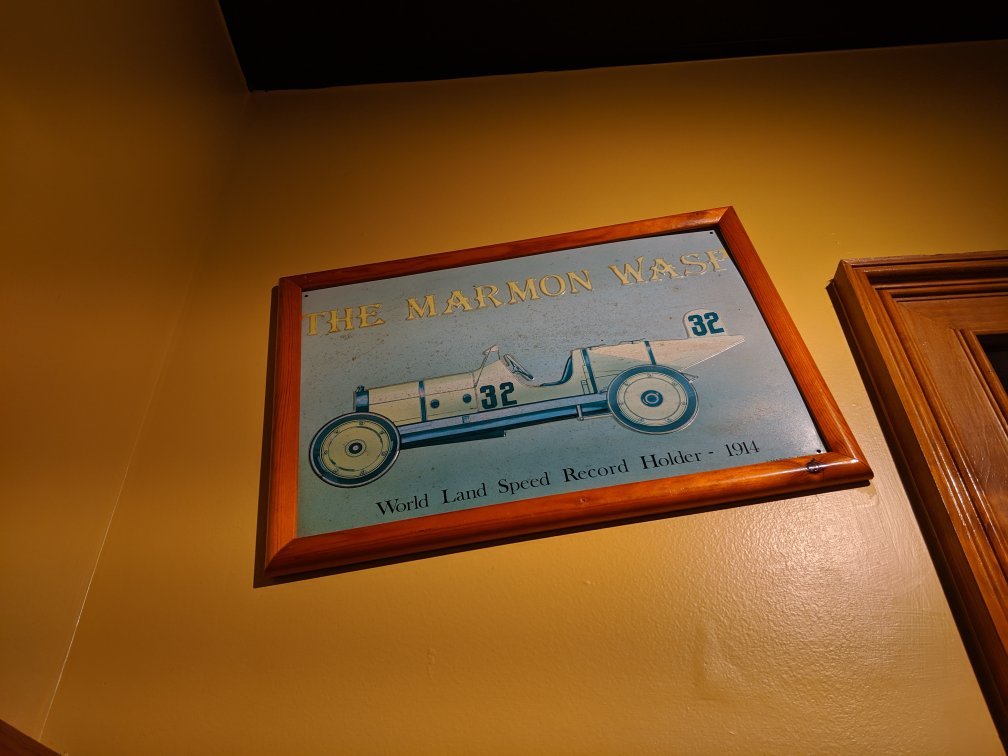 THE MARMON WASP
32
32
World Land Speed Record Holder - 1914